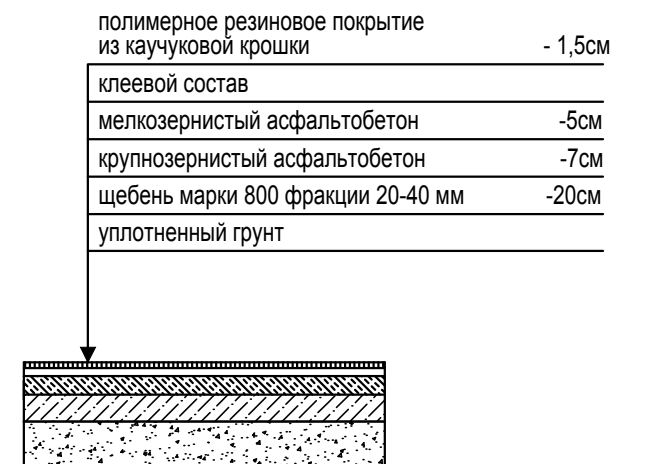 полимерное резиновое покрытие
из каучуковой крошки - 1,5см
клеевой состав
мелкозернистый асфальтобетон -5см
крупнозернистый асфальтобетон -7см
щебень марки 800 фракции 20-40 мм -20см
уплотненный грунт